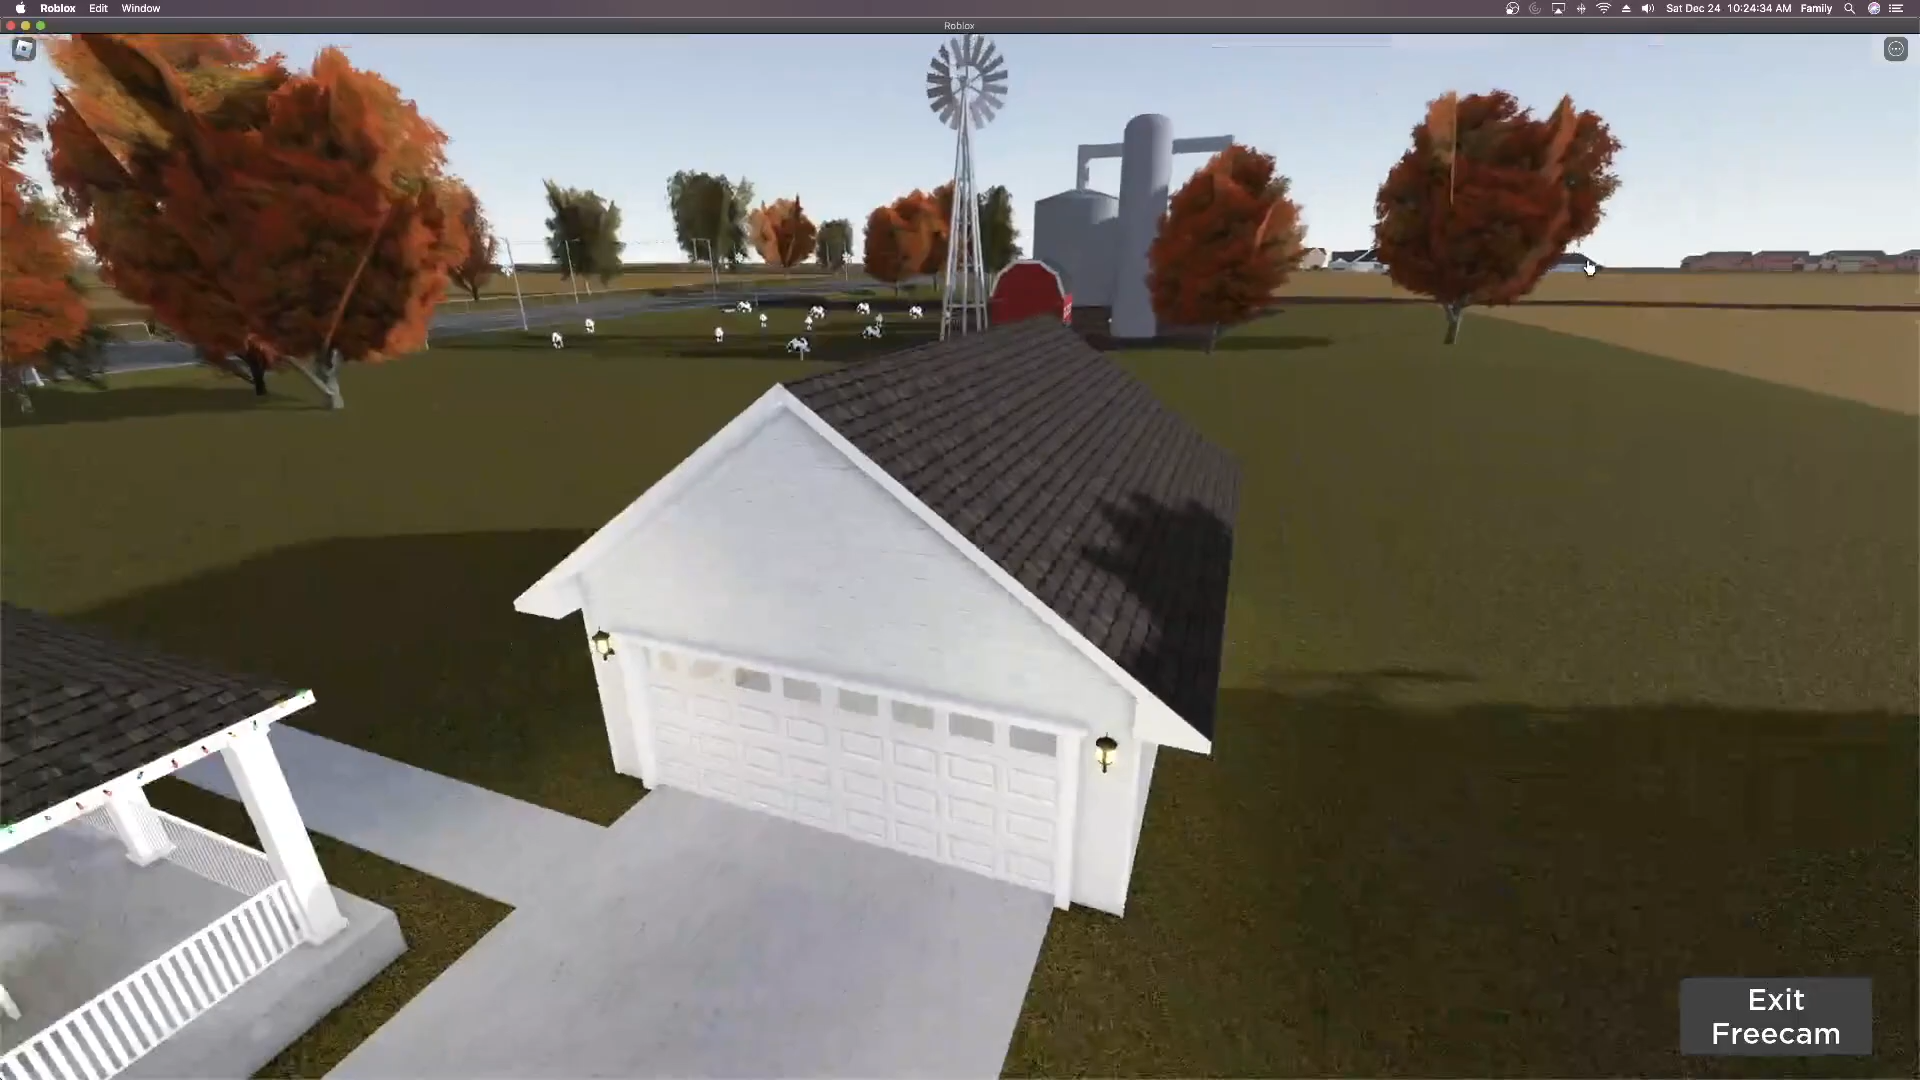 Roblox Edit Window
Sat Dec 24 10:24:34 AM Family
Roblox
Exit
Freecam